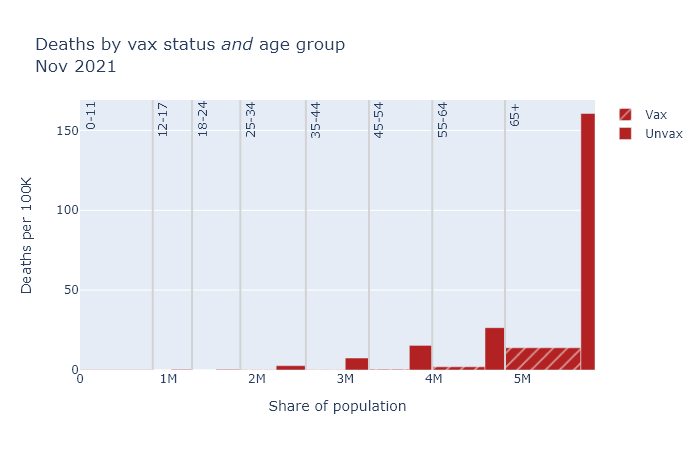 Deaths by vax status and age group
Nov 2021
0-11
12-17
18-24
25-34
35-44
45-54
55-64
65+
Vax
Unvax
150
100
50
0
Deaths per 100K
0
1M
2M
3M
4M
5M
Share of population